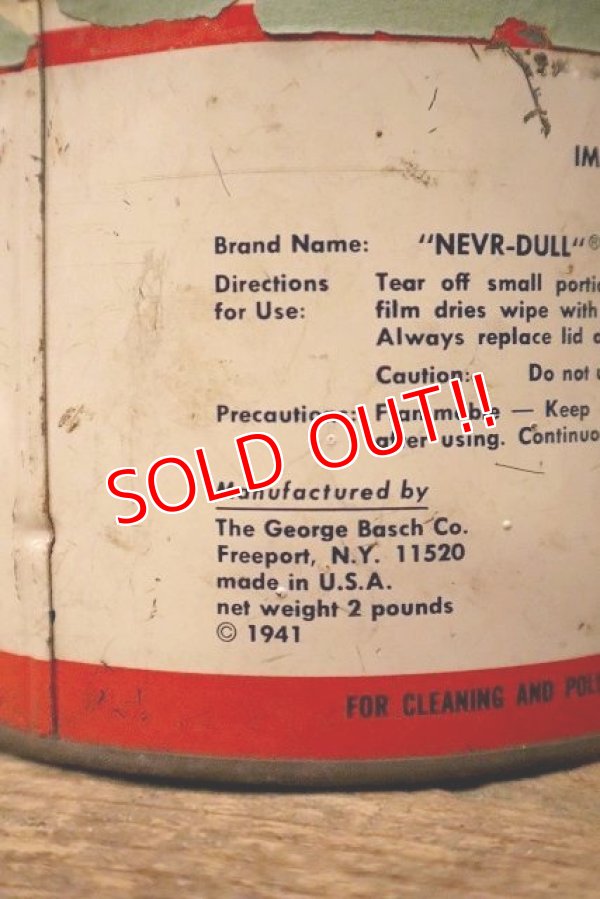 IM
Brand Name: "NEVR-DULL"®
Directions Tear off small portio
for Use: film dries wipe with
Always replace lid
Caution: Do not u
Precautions: Flammable — Keep
after using. Continuo
SOLD OUT!!
Manufactured by
The George Basch Co.
Freeport, N.Y. 11520
made in U.S.A.
net weight 2 pounds
© 1941
FOR CLEANING AND POL